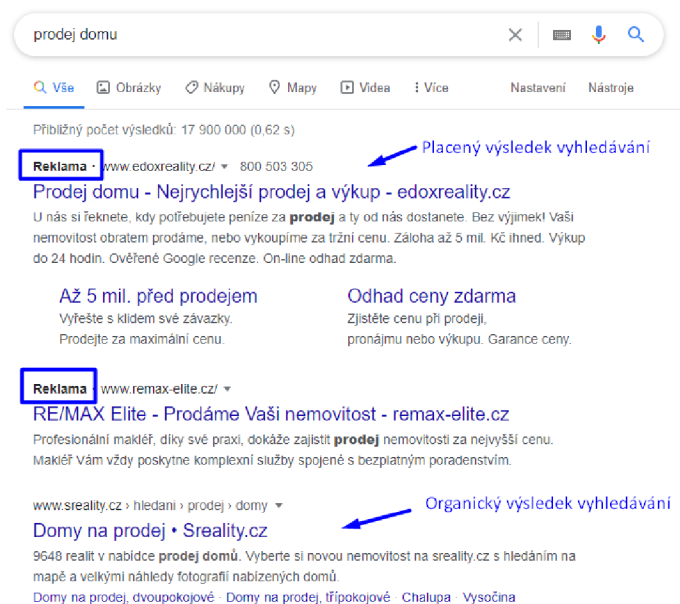 prodej domu
Vše Obrázky Nákupy Mapy Videa Více Nastavení Nástroje
Přibližný počet výsledků: 17 900 000 (0,62 s)
Placený výsledek vyhledávání
Reklama · www.edoxreality.cz/ 800 503 305
Prodej domu - Nejrychlejší prodej a výkup - edoxreality.cz
U nás si řeknete, kdy potřebujete peníze za prodej a ty od nás dostanete. Bez výjimek! Vaši
nemovitost obratem prodáme, nebo vykoupíme za tržní cenu. Záloha až 5 mil. Kč ihned. Výkup
do 24 hodin. Ověřené Google recenze. On-line odhad zdarma.
Až 5 mil. před prodejem
Vyřešte s klidem své závazky.
Prodejte za maximální cenu.
Odhad ceny zdarma
Zjistěte cenu při prodeji,
pronájmu nebo výkupu. Garance ceny.
Reklama · www.remax-elite.cz/
RE/MAX Elite - Prodáme Vaši nemovitost - remax-elite.cz
Profesionální makléř, díky své praxi, dokáže zajistit prodej nemovitosti za nejvyšší cenu.
Makléř Vám vždy poskytne komplexní služby spojené s bezplatným poradenstvím.
www.sreality.cz › hledani › prodej › domy
Organický výsledek vyhledávání
Domy na prodej • Sreality.cz
9648 realit v nabídce prodej domů. Vyberte si novou nemovitost na sreality.cz s hledáním na
mapě a velkými náhledy fotografií nabízených domů.
Domy na prodej, dvoupokojové · Domy na prodej, třípokojové · Chalupa · Vysočina